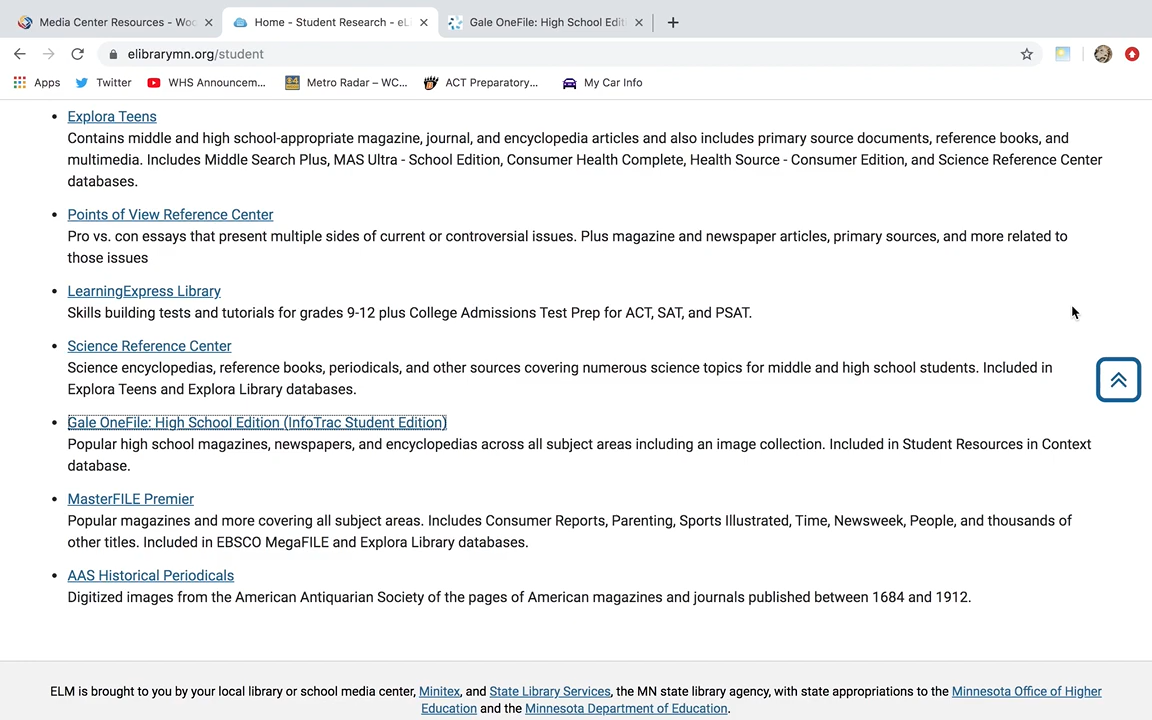 Media Center Resources - Woo
Home - Student Research - eL
Gale OneFile: High School Edit
elibrarymn.org/student
Apps
Twitter
WHS Announcem...
Metro Radar – WC...
ACT Preparatory...
My Car Info
• Explora Teens
Contains middle and high school-appropriate magazine, journal, and encyclopedia articles and also includes primary source documents, reference books, and
multimedia. Includes Middle Search Plus, MAS Ultra - School Edition, Consumer Health Complete, Health Source - Consumer Edition, and Science Reference Center
databases.
• Points of View Reference Center
Pro vs. con essays that present multiple sides of current or controversial issues. Plus magazine and newspaper articles, primary sources, and more related to
those issues
• LearningExpress Library
Skills building tests and tutorials for grades 9-12 plus College Admissions Test Prep for ACT, SAT, and PSAT.
• Science Reference Center
Science encyclopedias, reference books, periodicals, and other sources covering numerous science topics for middle and high school students. Included in
Explora Teens and Explora Library databases.
• Gale OneFile: High School Edition (InfoTrac Student Edition)
Popular high school magazines, newspapers, and encyclopedias across all subject areas including an image collection. Included in Student Resources in Context
database.
• MasterFILE Premier
Popular magazines and more covering all subject areas. Includes Consumer Reports, Parenting, Sports Illustrated, Time, Newsweek, People, and thousands of
other titles. Included in EBSCO MegaFILE and Explora Library databases.
• AAS Historical Periodicals
Digitized images from the American Antiquarian Society of the pages of American magazines and journals published between 1684 and 1912.
ELM is brought to you by your local library or school media center, Minitex, and State Library Services, the MN state library agency, with state appropriations to the Minnesota Office of Higher
Education and the Minnesota Department of Education.